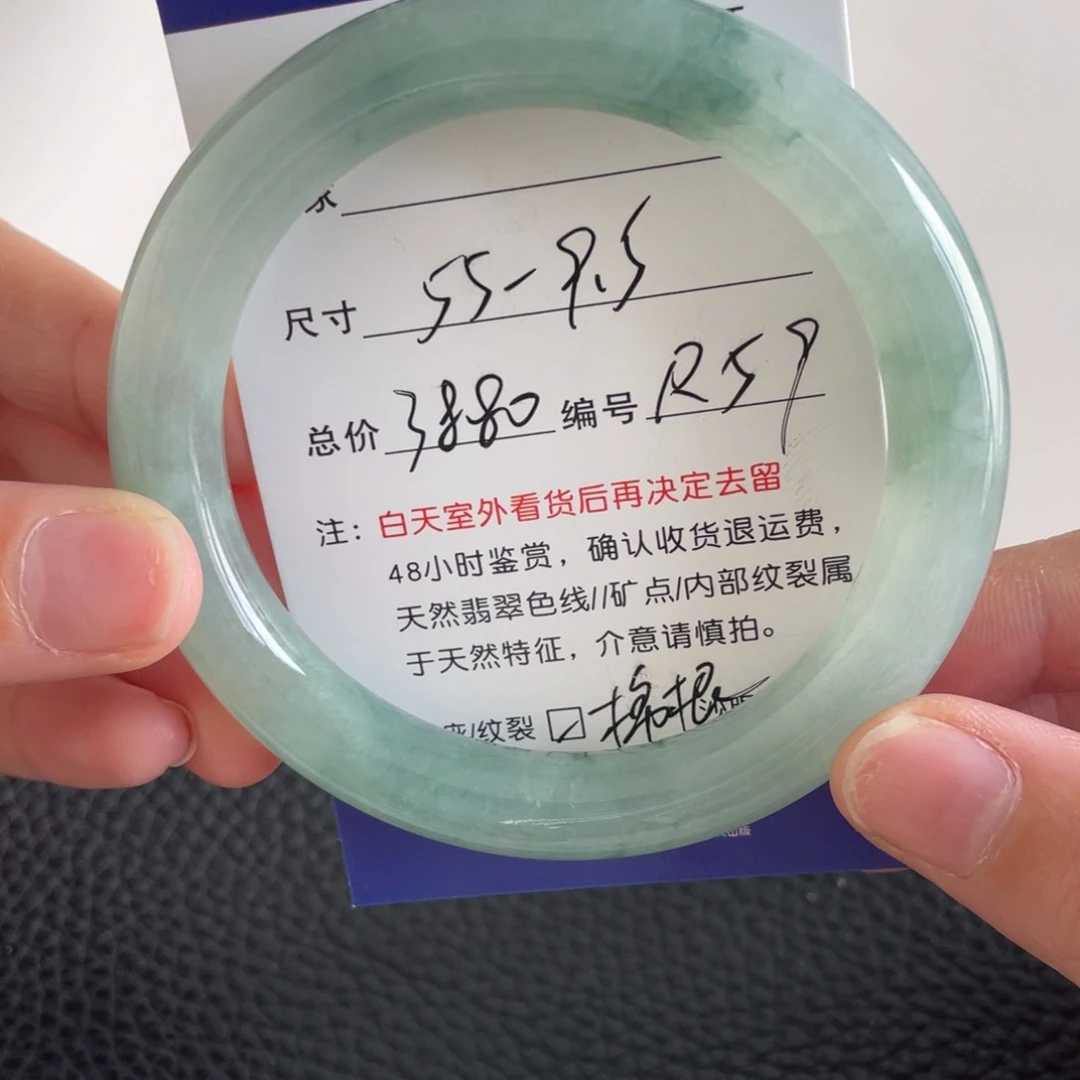 尺寸 55-9.5
总价 3880 编号 R59
注：白天室外看货后再决定去留
48小时鉴赏，确认收货退运费，
天然翡翠色线//矿点/内部纹裂属
于天然特征，介意请慎拍。
/纹裂 ☑ 棉